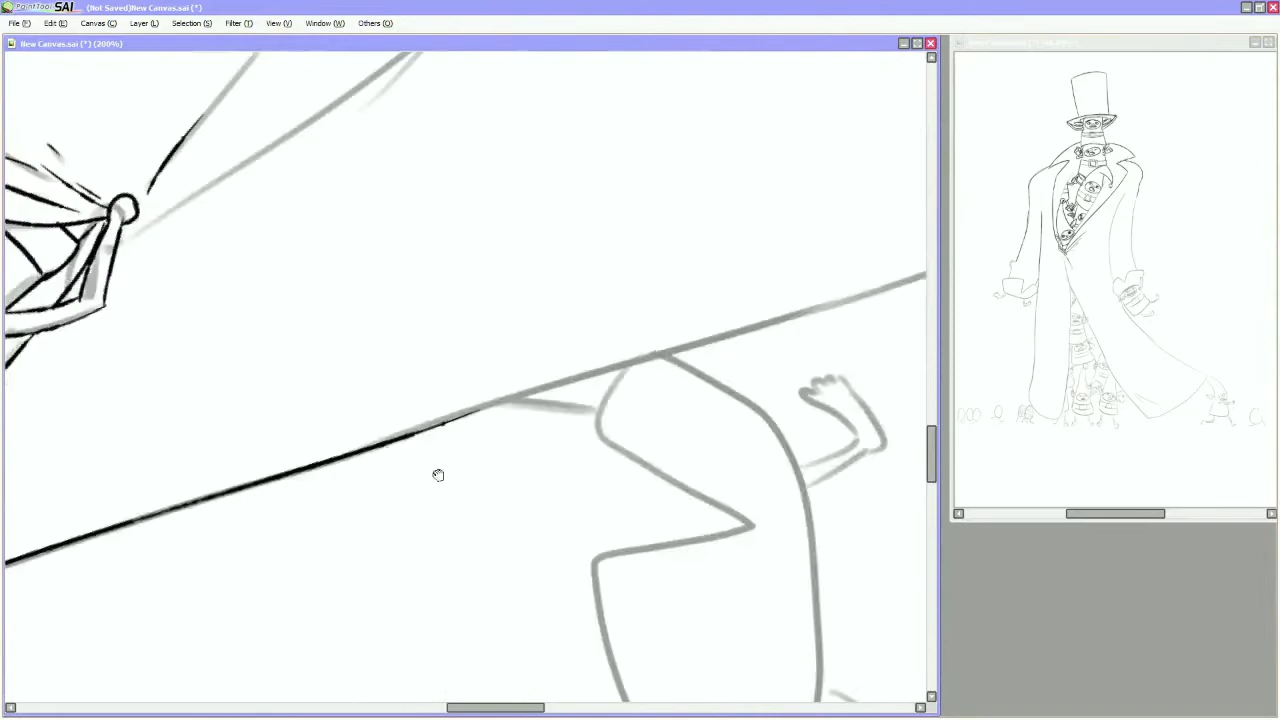 PaintTool SAI (Not Saved)New Canvas.sai (*)
File (F) Edit (E) Canvas (C) Layer (L) Selection (S) Filter (T) View (V) Window (W) Others (O)
New Canvas.sai (*) (200%)